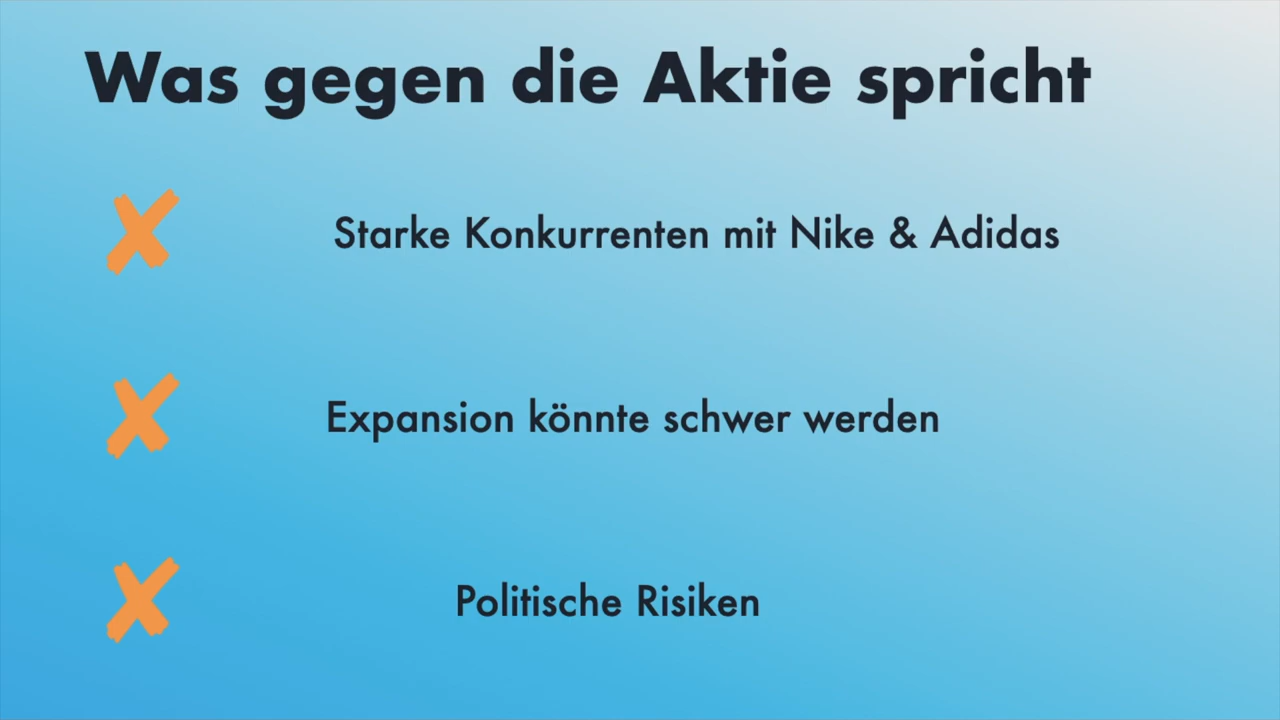 Was gegen die Aktie spricht
Starke Konkurrenten mit Nike & Adidas
Expansion könnte schwer werden
Politische Risiken